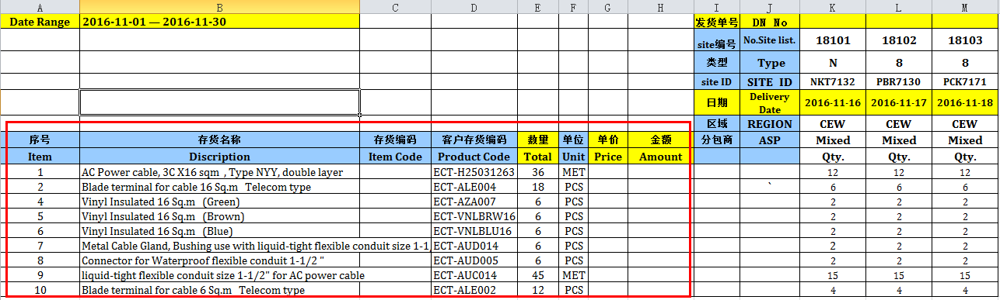 A B C D E F G H I J K L M
Date Range 2016-11-01 — 2016-11-30 发货单号 DN No
site编号 No.Site list. 18101 18102 18103
类型 Type N 8 8
site ID SITE ID NKT7132 PBR7130 PCK7171
日期 Delivery Date 2016-11-16 2016-11-17 2016-11-18
区域 REGION CEW CEW CEW
序号 存货名称 存货编码 客户存货编码 数量 单位 单价 金额 分包商 ASP Mixed Mixed Mixed
Item Discription Item Code Product Code Total Unit Price Amount Qty. Qty. Qty.
1 AC Power cable, 3C X16 sqm , Type NYY, double layer ECT-H25031263 36 MET 12 12 12
2 Blade terminal for cable 16 Sq.m Telecom type ECT-ALE004 18 PCS ` 6 6 6
4 Vinyl Insulated 16 Sq.m (Green) ECT-AZA007 6 PCS 2 2 2
5 Vinyl Insulated 16 Sq.m (Brown) ECT-VNLBRW16 6 PCS 2 2 2
6 Vinyl Insulated 16 Sq.m (Blue) ECT-VNLBLU16 6 PCS 2 2 2
7 Metal Cable Gland, Bushing use with liquid-tight flexible conduit size 1-1, ECT-AUD014 6 PCS 2 2 2
8 Connector for Waterproof flexible conduit 1-1/2 " ECT-AUD005 6 PCS 2 2 2
9 liquid-tight flexible conduit size 1-1/2" for AC power cable ECT-AUC014 45 MET 15 15 15
10 Blade terminal for cable 6 Sq.m Telecom type ECT-ALE002 12 PCS 4 4 4